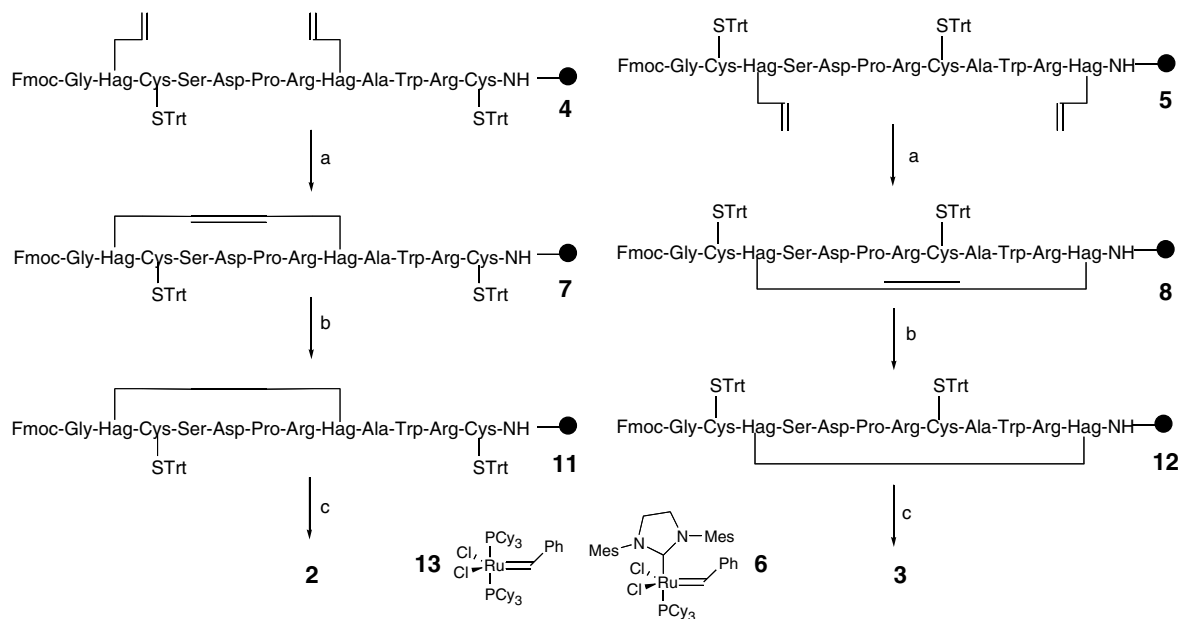 STrt STrt
Fmoc-Gly-Hag-Cys-Ser-Asp-Pro-Arg-Hag-Ala-Trp-Arg-Cys-NH
Fmoc-Gly-Cys-Hag-Ser-Asp-Pro-Arg-Cys-Ala-Trp-Arg-Hag-NH
STrt STrt
4
5
a
a
STrt STrt
Fmoc-Gly-Hag-Cys-Ser-Asp-Pro-Arg-Hag-Ala-Trp-Arg-Cys-NH
Fmoc-Gly-Cys-Hag-Ser-Asp-Pro-Arg-Cys-Ala-Trp-Arg-Hag-NH
STrt STrt
7
8
b
b
STrt STrt
Fmoc-Gly-Hag-Cys-Ser-Asp-Pro-Arg-Hag-Ala-Trp-Arg-Cys-NH
Fmoc-Gly-Cys-Hag-Ser-Asp-Pro-Arg-Cys-Ala-Trp-Arg-Hag-NH
STrt STrt
11
12
c
c
2
13
PCy3
Cl
Cl
Ru
Ph
PCy3
Mes
N
N
Mes
Cl
Cl
Ru
Ph
PCy3
6
3